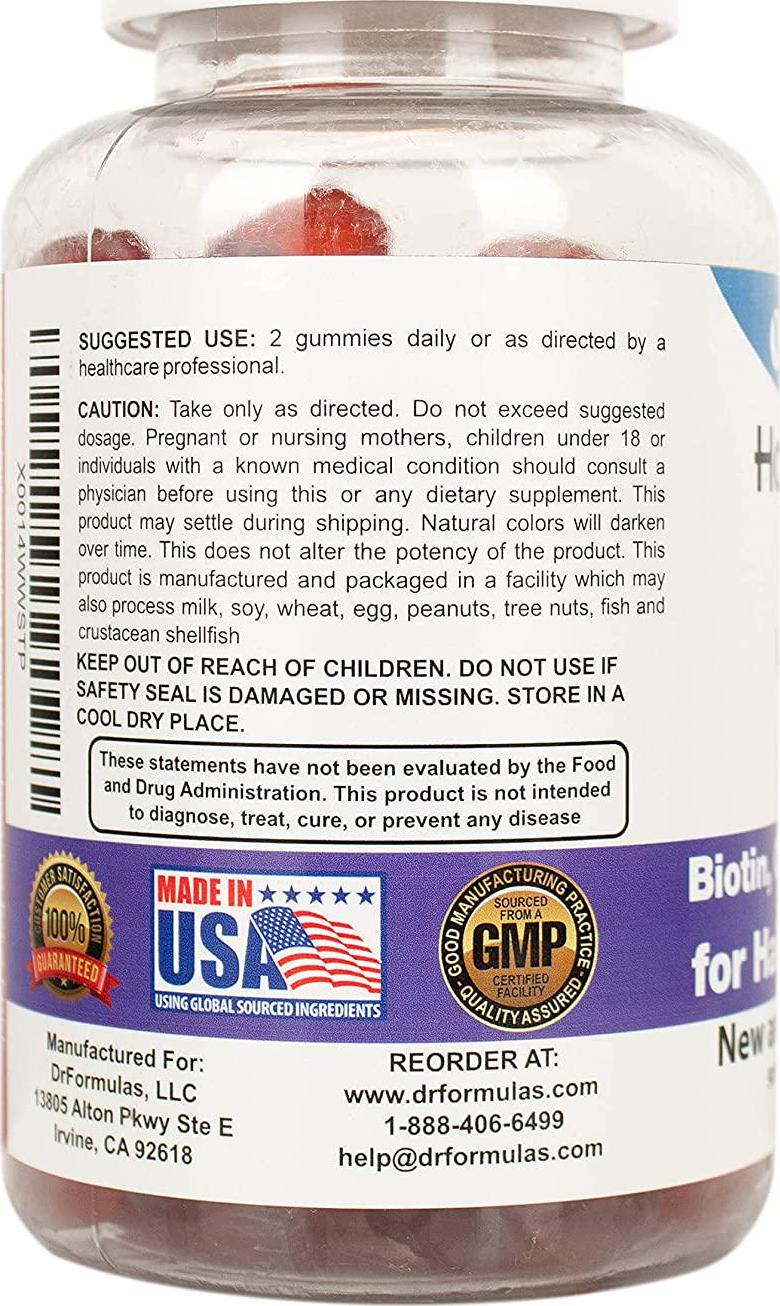 SUGGESTED USE: 2 gummies daily or as directed by a
healthcare professional.
CAUTION: Take only as directed. Do not exceed suggested
dosage. Pregnant or nursing mothers, children under 18 or
individuals with a known medical condition should consult a
physician before using this or any dietary supplement. This
product may settle during shipping. Natural colors will darken
over time. This does not alter the potency of the product. This
product is manufactured and packaged in a facility which may
also process milk, soy, wheat, egg, peanuts, tree nuts, fish and
crustacean shellfish
KEEP OUT OF REACH OF CHILDREN. DO NOT USE IF
SAFETY SEAL IS DAMAGED OR MISSING. STORE IN A
COOL DRY PLACE.
These statements have not been evaluated by the Food
and Drug Administration. This product is not intended
to diagnose, treat, cure, or prevent any disease
X0014WWSTP
CUSTOMER SATISFACTION
100%
GUARANTEED
MADE IN
USA
USING GLOBAL SOURCED INGREDIENTS
GOOD MANUFACTURING PRACTICE
SOURCED
FROM A
GMP
CERTIFIED
FACILITY
- QUALITY ASSURED -
Biotin,
for
New
Manufactured For:
DrFormulas, LLC
13805 Alton Pkwy Ste E
Irvine, CA 92618
REORDER AT:
www.drformulas.com
1-888-406-6499
help@drformulas.com